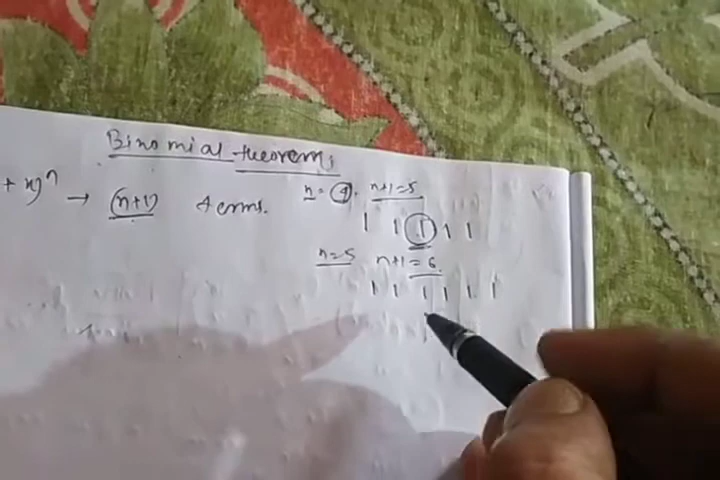 Binomial theorem
+ x)ⁿ → (n+1) terms.
n = 4. n+1 = 5
1 1 1 1 1
n = 5 n+1 = 6
1 1 1 1 1 1